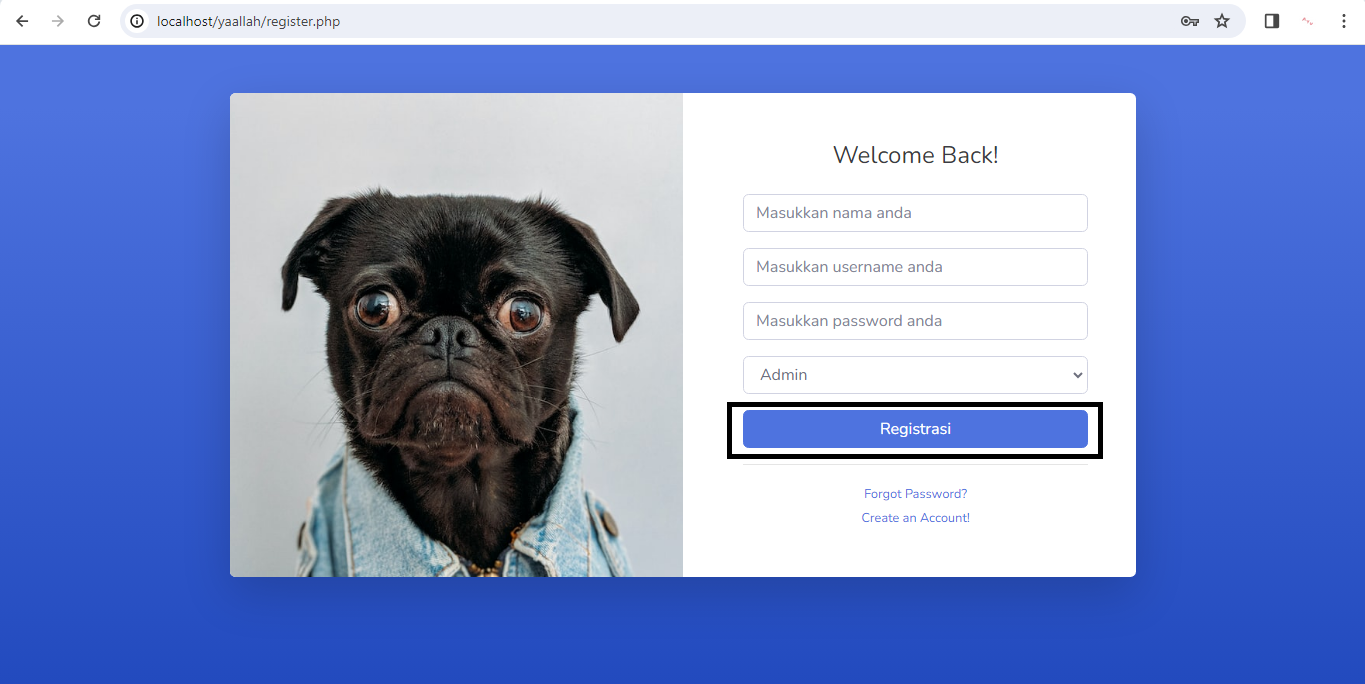 localhost/yaallah/register.php
Welcome Back!
Masukkan nama anda
Masukkan username anda
Masukkan password anda
Admin
Registrasi
Forgot Password?
Create an Account!